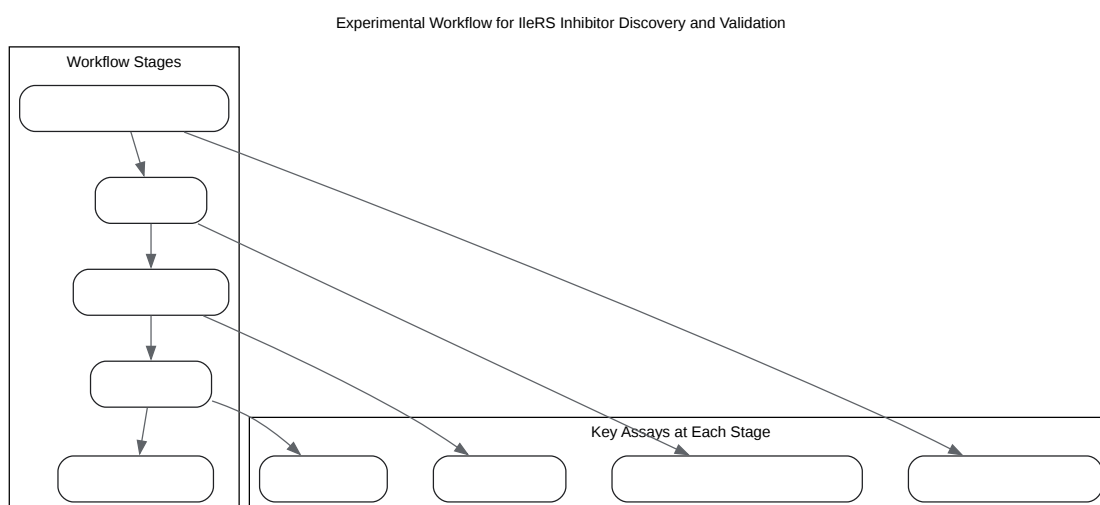 Experimental Workflow for IleRS Inhibitor Discovery and Validation
Workflow Stages
Key Assays at Each Stage